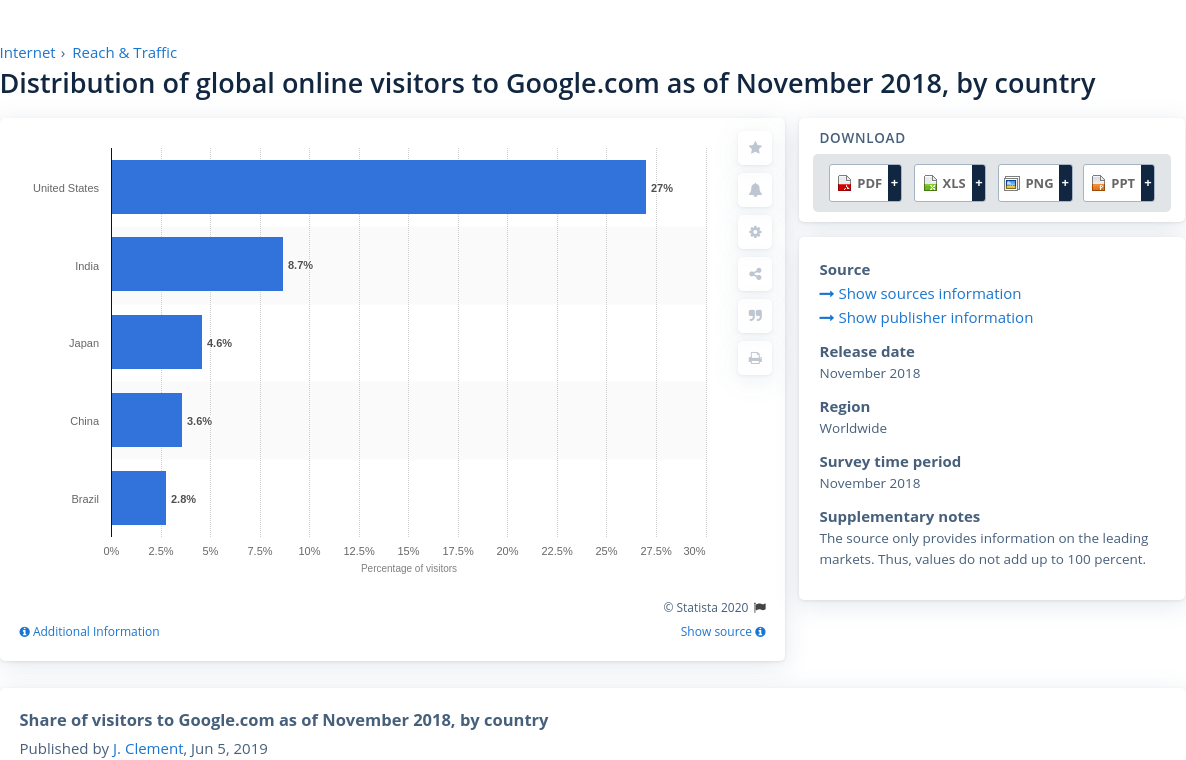 Internet › Reach & Traffic
Distribution of global online visitors to Google.com as of November 2018, by country
United States
27%
India
8.7%
Japan
4.6%
China
3.6%
Brazil
2.8%
0% 2.5% 5% 7.5% 10% 12.5% 15% 17.5% 20% 22.5% 25% 27.5% 30%
Percentage of visitors
© Statista 2020
Additional Information
Show source
DOWNLOAD
PDF + XLS + PNG + PPT +
Source
Show sources information
Show publisher information
Release date
November 2018
Region
Worldwide
Survey time period
November 2018
Supplementary notes
The source only provides information on the leading
markets. Thus, values do not add up to 100 percent.
Share of visitors to Google.com as of November 2018, by country
Published by J. Clement, Jun 5, 2019